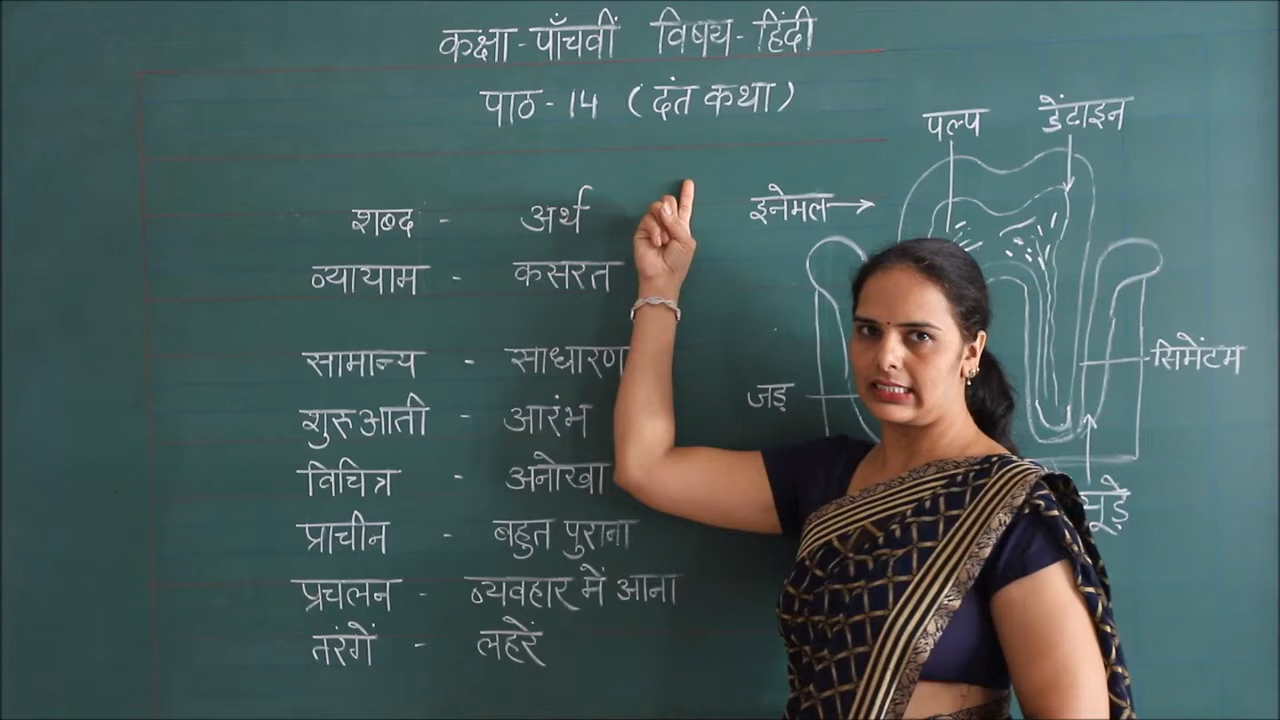 कक्षा - पाँचवीं विषय - हिंदी
पाठ - 14 (दंत कथा)
शब्द - अर्थ
व्यायाम - कसरत
सामान्य - साधारण
शुरुआती - आरंभ
विचित्र - अनोखा
प्राचीन - बहुत पुराना
प्रचलन - व्यवहार में आना
तरंगें - लहरें
पल्प
डेंटाइन
इनेमल→
सिमेंटम
जड़